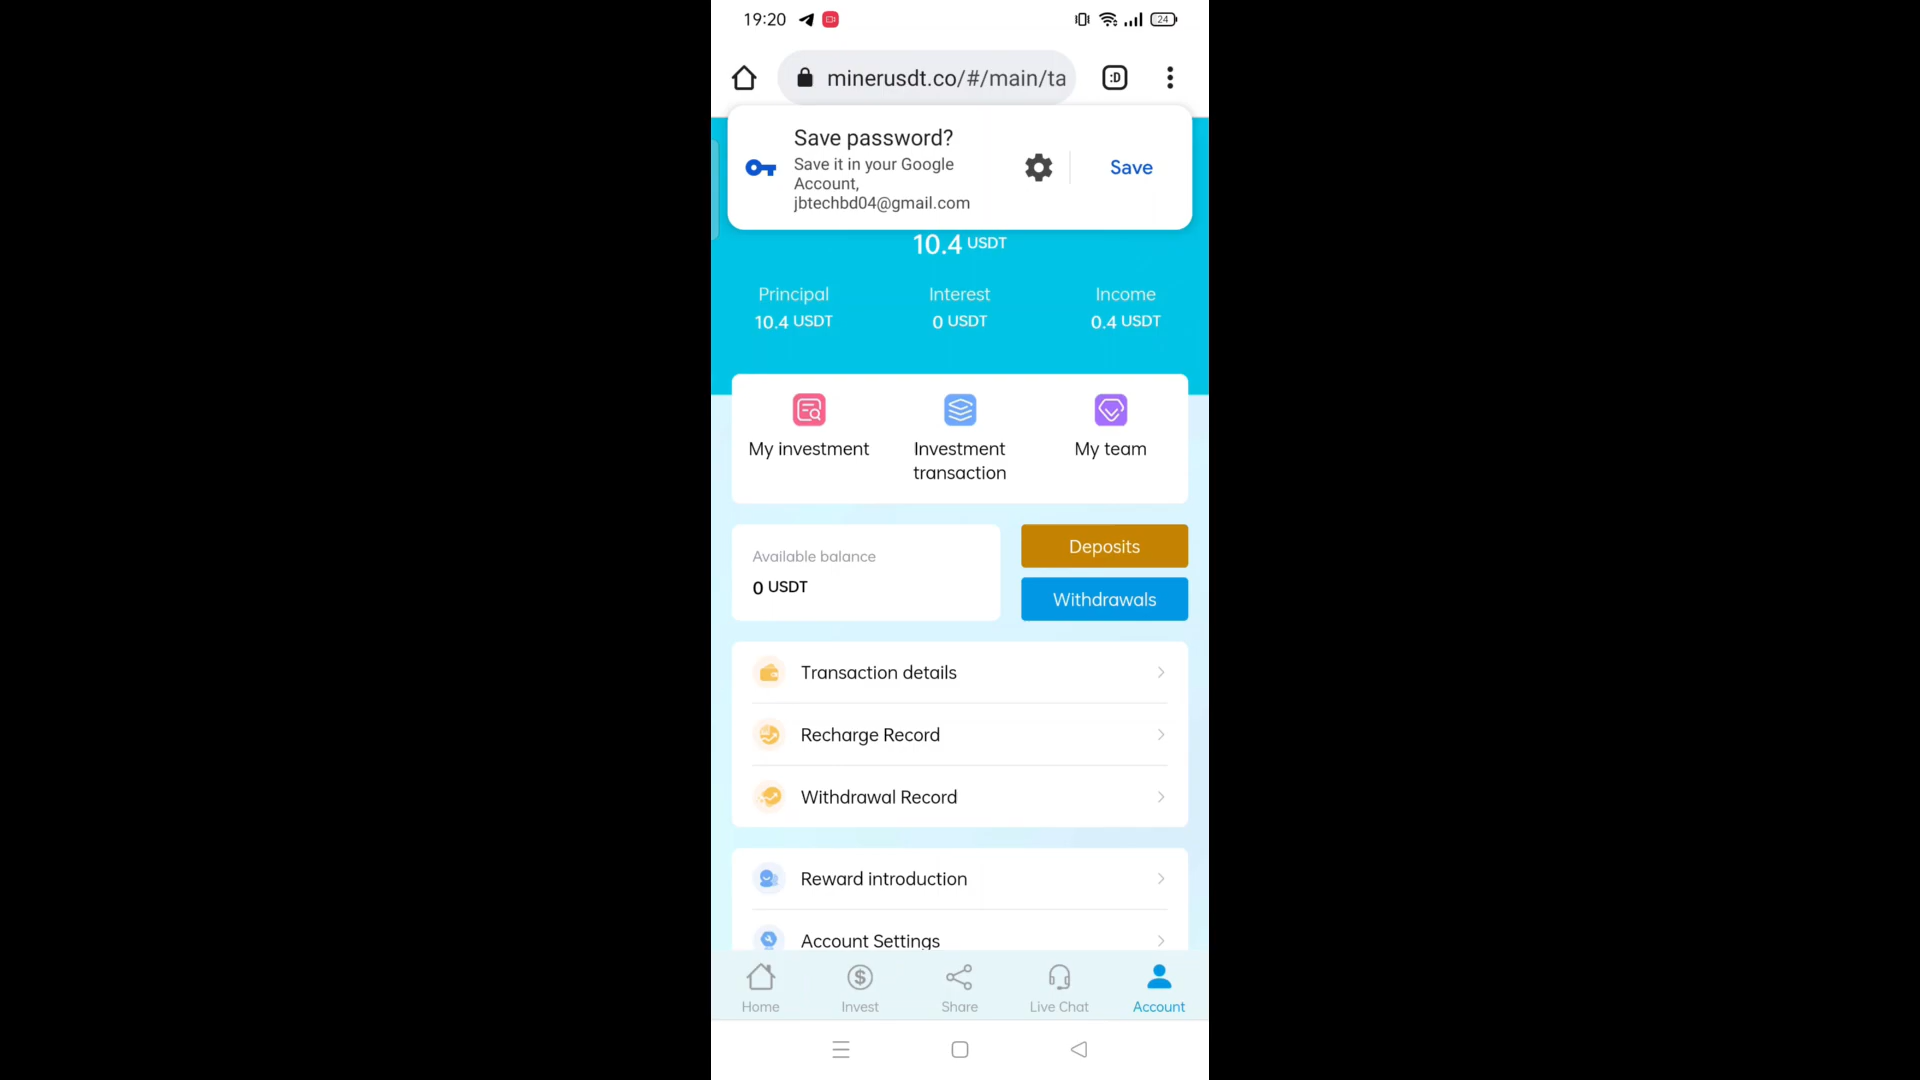 19:20
24
minerusdt.co/#/main/ta
:D
Save password?
Save it in your Google
Account,
jbtechbd04@gmail.com
Save
10.4 USDT
Principal
Interest
Income
10.4 USDT
0 USDT
0.4 USDT
My investment
Investment
transaction
My team
Available balance
0 USDT
Deposits
Withdrawals
Transaction details
Recharge Record
Withdrawal Record
Reward introduction
Account Settings
Home
Invest
Share
Live Chat
Account